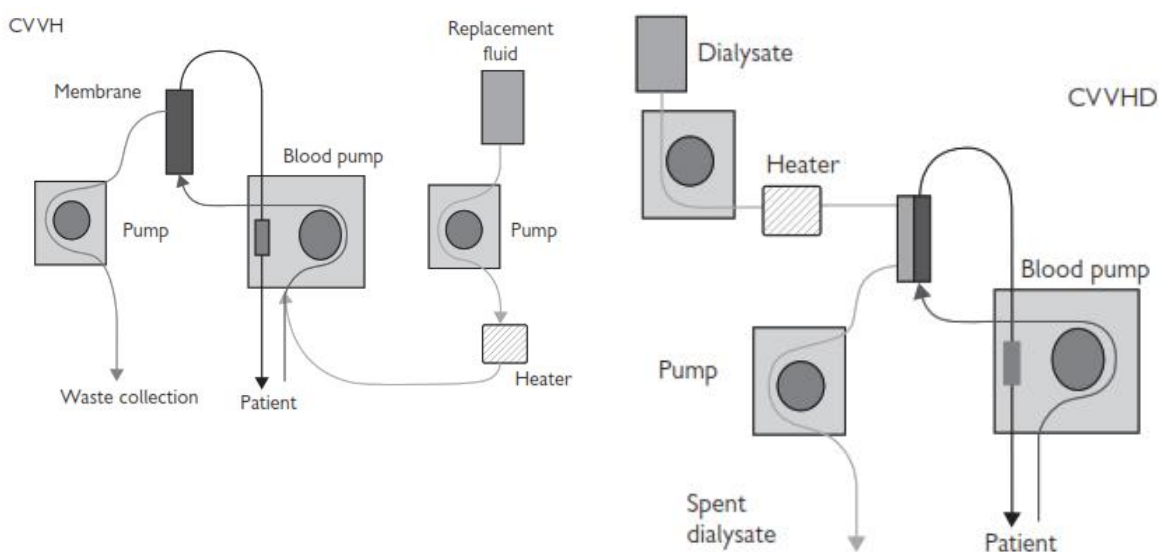 CVVH
Replacement
fluid
Membrane
Blood pump
Pump
Pump
Heater
Waste collection
Patient
Dialysate
CVVHD
Heater
Blood pump
Pump
Spent
dialysate
Patient